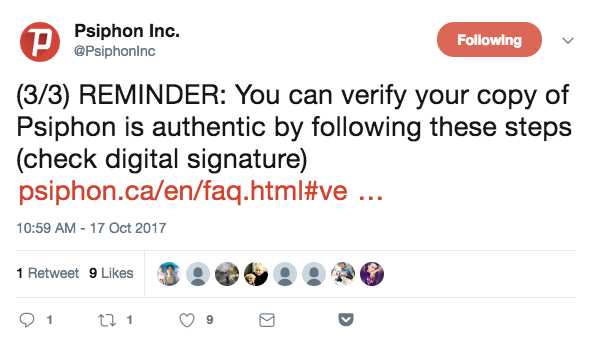 Psiphon Inc.
@PsiphonInc
Following
(3/3) REMINDER: You can verify your copy of
Psiphon is authentic by following these steps
(check digital signature)
psiphon.ca/en/faq.html#ve …
10:59 AM - 17 Oct 2017
1 Retweet 9 Likes
1 1 9